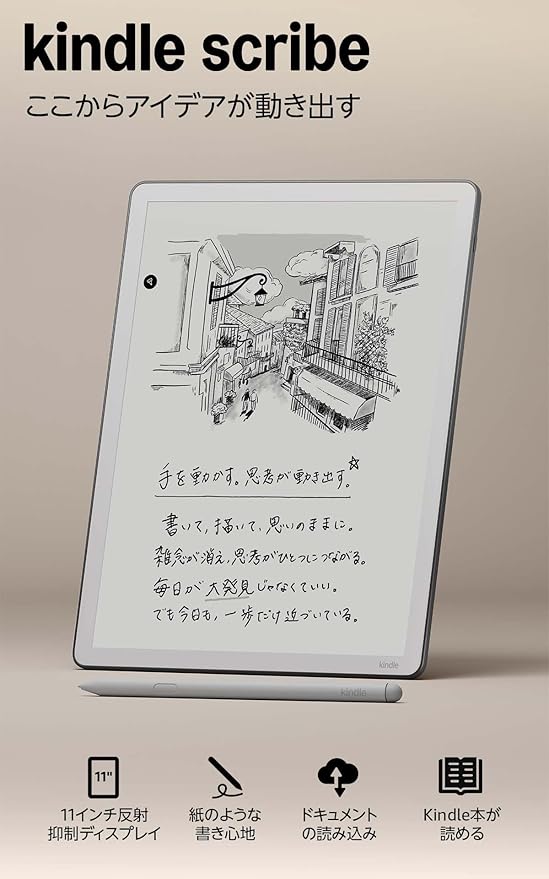 kindle scribe
ここからアイデアが動き出す
手を動かす。思考が動き出す。
書いて、描いて、思いのままに。
雑念が消え、思考がひとつにつながる。
毎日が大発見じゃなくていい。
でも今日も、一歩だけ近づいている。
kindle
kindle
11"
11インチ反射
抑制ディスプレイ
紙のような
書き心地
ドキュメント
の読み込み
Kindle本が
読める